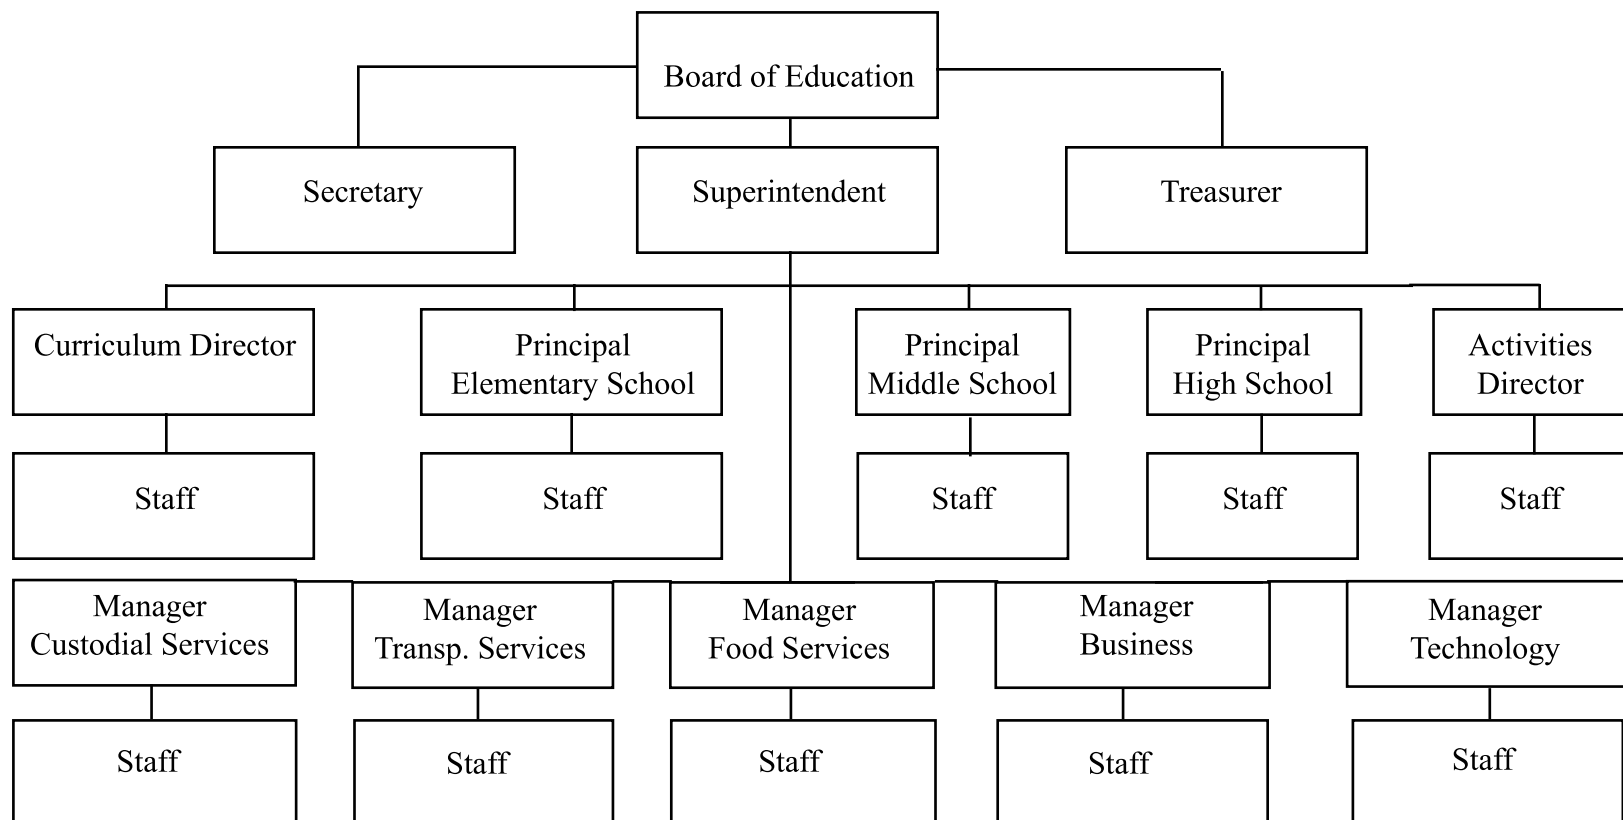 Board of Education
Secretary
Superintendent
Treasurer
Curriculum Director
Principal
Elementary School
Principal
Middle School
Principal
High School
Activities
Director
Staff
Staff
Staff
Staff
Staff
Manager
Custodial Services
Manager
Transp. Services
Manager
Food Services
Manager
Business
Manager
Technology
Staff
Staff
Staff
Staff
Staff